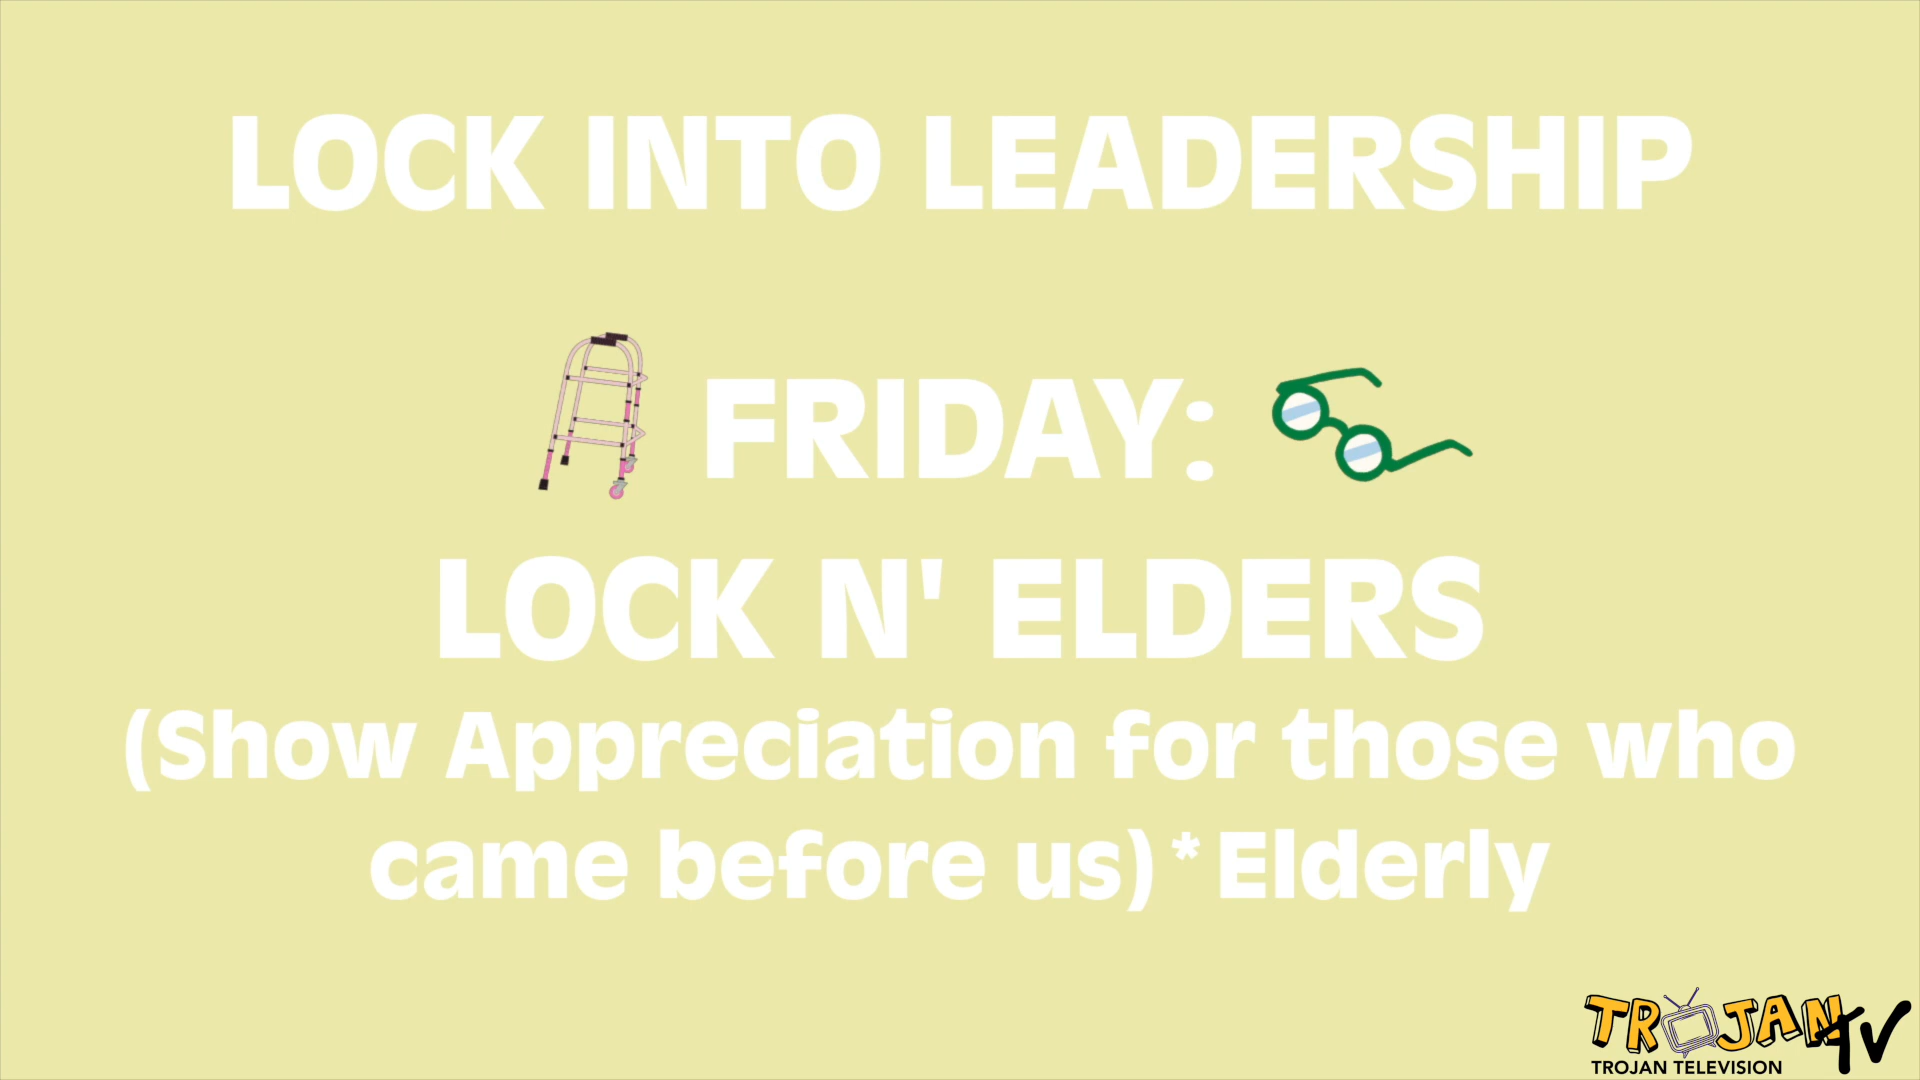 LOCK INTO LEADERSHIP
FRIDAY:
LOCK N' ELDERS
(Show Appreciation for those who
came before us)*Elderly
TROJAN TV
TROJAN TELEVISION